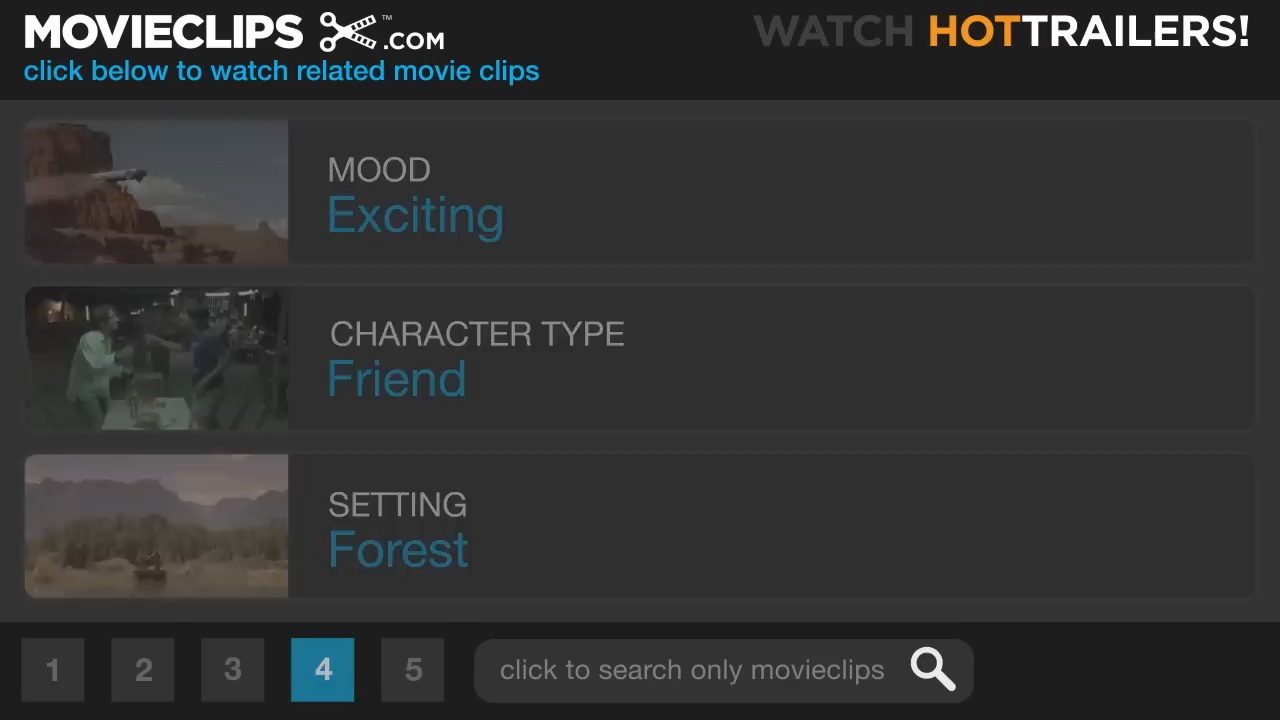 MOVIECLIPS ™ .COM
WATCH HOTTRAILERS!
click below to watch related movie clips
MOOD
Exciting
CHARACTER TYPE
Friend
SETTING
Forest
1 2 3 4 5
click to search only movieclips